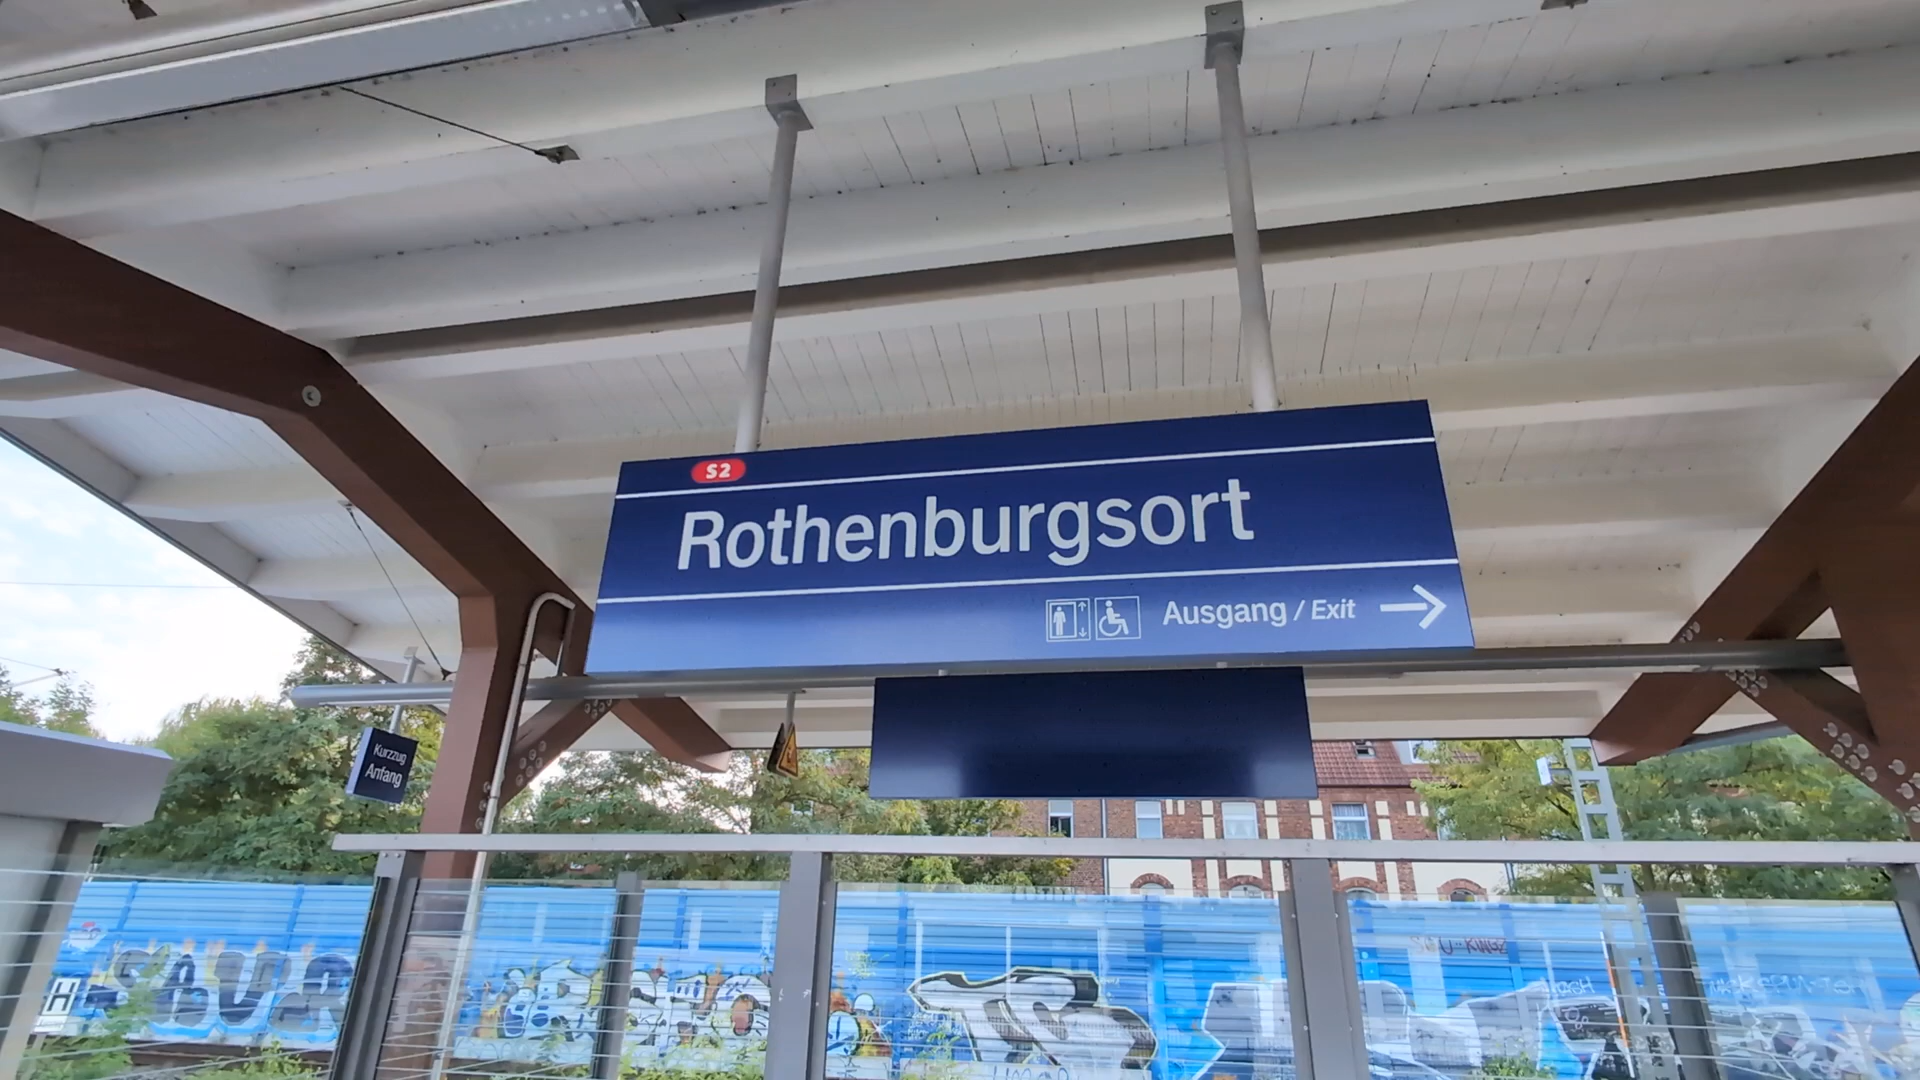 S2
Rothenburgsort
Ausgang / Exit
Kurzzug
Anfang
H